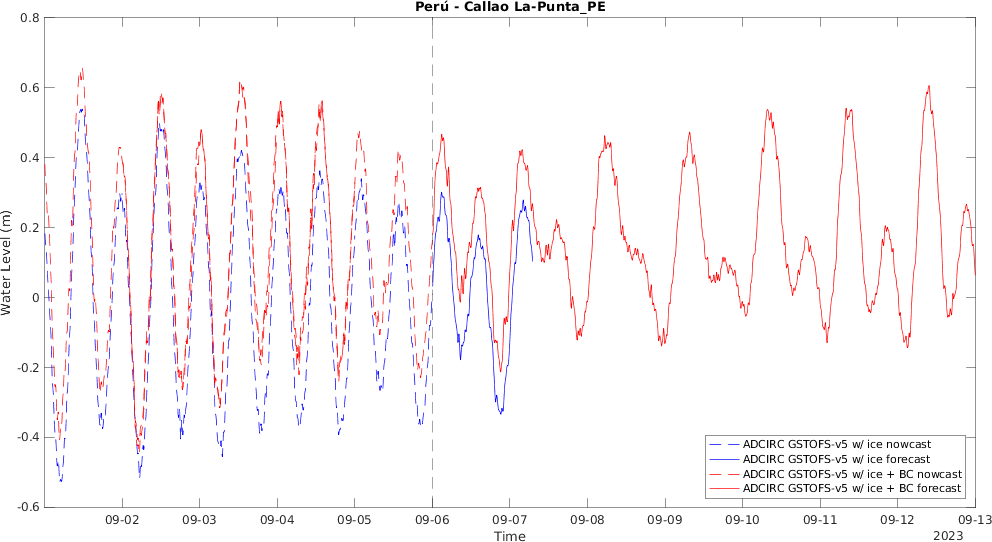 Perú - Callao La-Punta_PE
Water Level (m)
0.8
0.6
0.4
0.2
0
-0.2
-0.4
-0.6
ADCIRC GSTOFS-v5 w/ ice nowcast
ADCIRC GSTOFS-v5 w/ ice forecast
ADCIRC GSTOFS-v5 w/ ice + BC nowcast
ADCIRC GSTOFS-v5 w/ ice + BC forecast
09-02 09-03 09-04 09-05 09-06 09-07 09-08 09-09 09-10 09-11 09-12 09-13
Time
2023